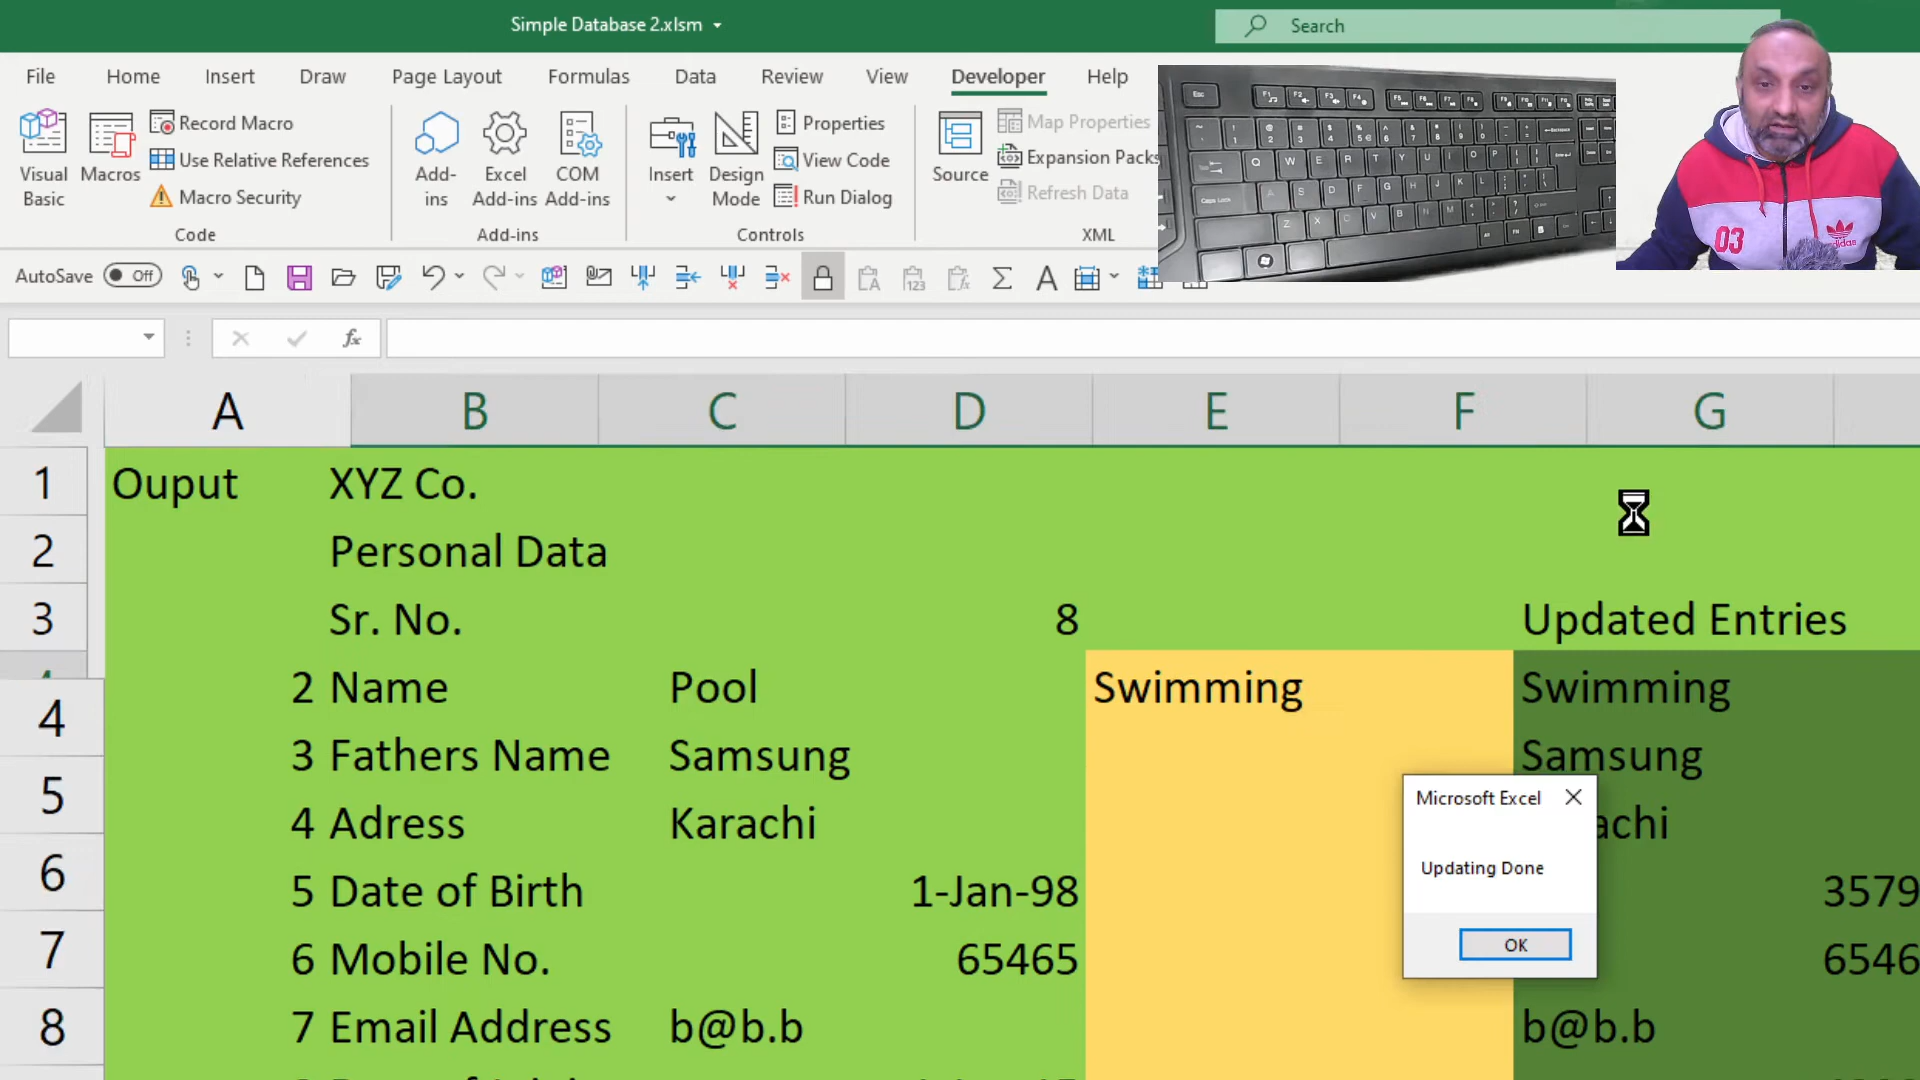 Simple Database 2.xlsm
Search
File Home Insert Draw Page Layout Formulas Data Review View Developer Help
Visual Basic
Macros
Record Macro
Use Relative References
Macro Security
Code
Add-ins
Excel Add-ins
COM Add-ins
Add-ins
Insert
Design Mode
Properties
View Code
Run Dialog
Controls
Source
Map Properties
Expansion Packs
Refresh Data
XML
03
adidas
AutoSave Off
fx
A B C D E F G
1 Ouput XYZ Co.
2 Personal Data
3 Sr. No. 8 Updated Entries
4 2 Name Pool Swimming Swimming
5 3 Fathers Name Samsung Samsung
6 4 Adress Karachi achi
7 5 Date of Birth 1-Jan-98 3579
6 Mobile No. 65465 6546
8 7 Email Address b@b.b b@b.b
Microsoft Excel
Updating Done
OK